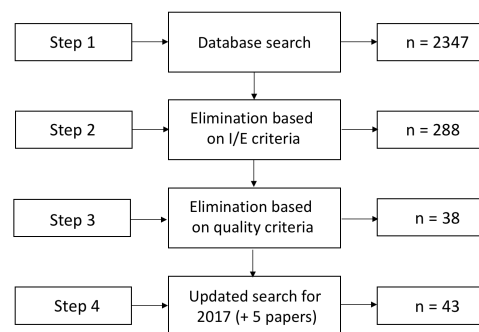 Step 1
Database search
n = 2347
Step 2
Elimination based
on I/E criteria
n = 288
Step 3
Elimination based
on quality criteria
n = 38
Step 4
Updated search for
2017 (+ 5 papers)
n = 43